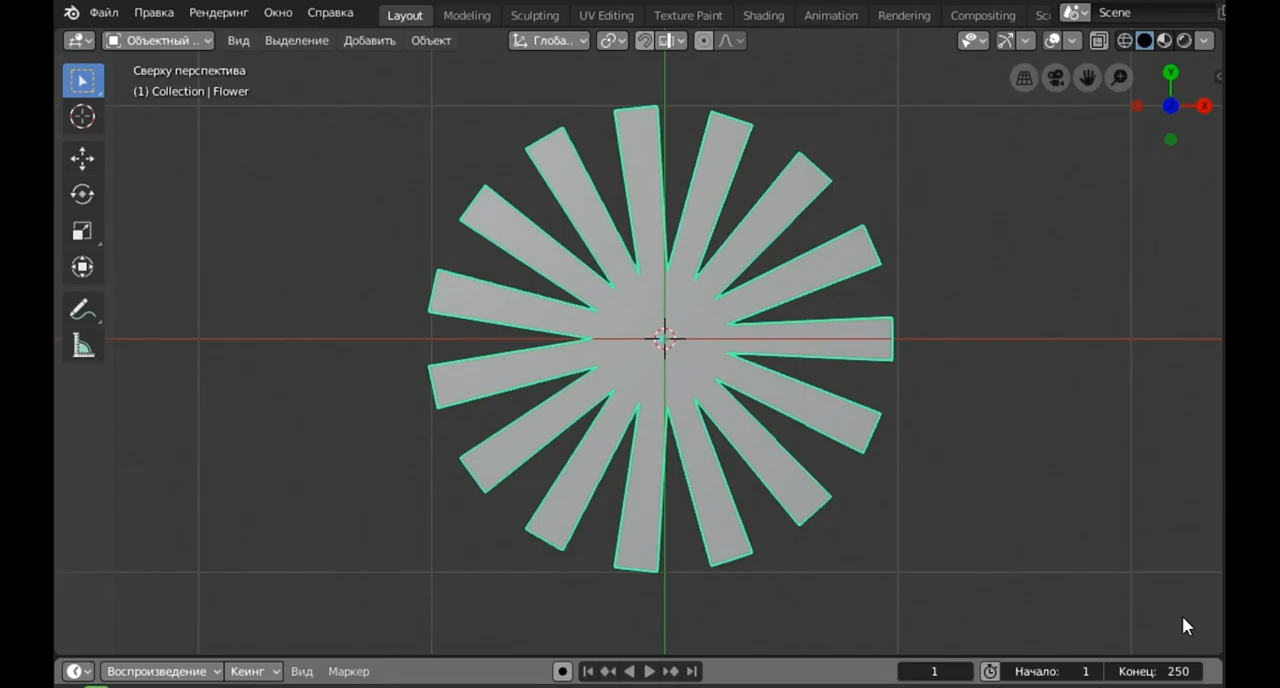 Файл Правка Рендеринг Окно Справка Layout Modeling Sculpting UV Editing Texture Paint Shading Animation Rendering Compositing Sc Scene
Объектный .. Вид Выделение Добавить Объект Глоба..
Сверху перспектива
(1) Collection | Flower
Y
X
Z
Воспроизведение Кеинг Вид Маркер 1 Начало: 1 Конец: 250